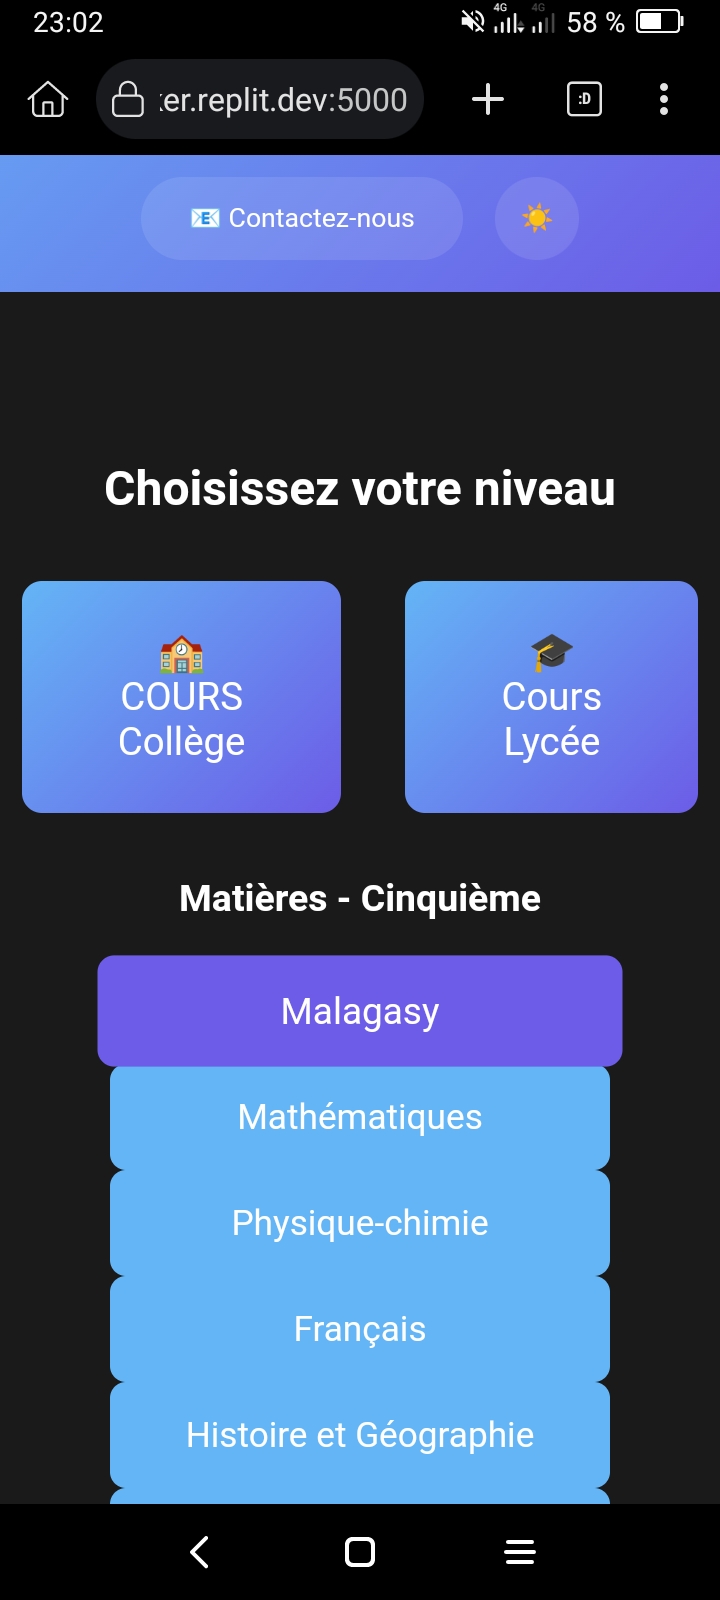 23:02
4G 4G 58 %
ker.replit.dev:5000
:D
Contactez-nous
Choisissez votre niveau
COURS
Collège
Cours
Lycée
Matières - Cinquième
Malagasy
Mathématiques
Physique-chimie
Français
Histoire et Géographie